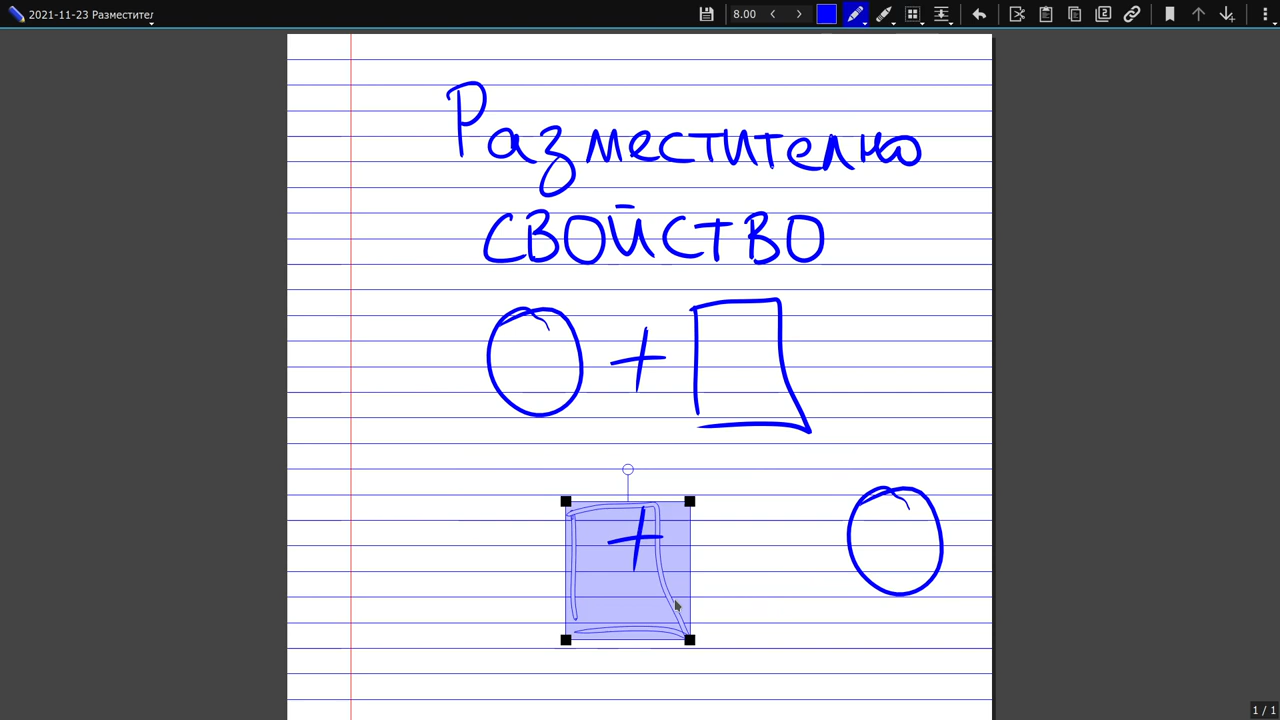 2021-11-23 Разместител
8.00
Разместително
свойство
+
+
1 / 1